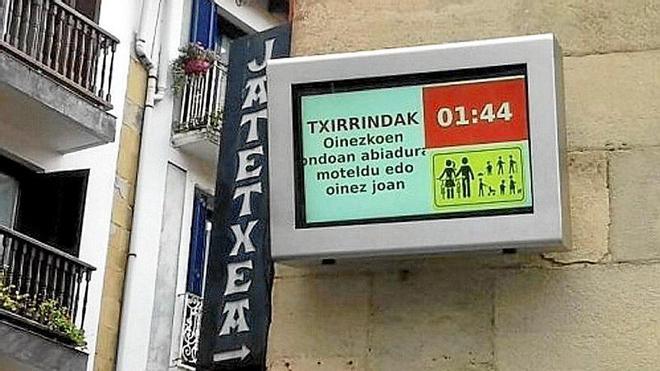 JATETXEA
TXIRRINDAK
Oinezkoen
ondoan abiadura
moteldu edo
oinez joan
01:44